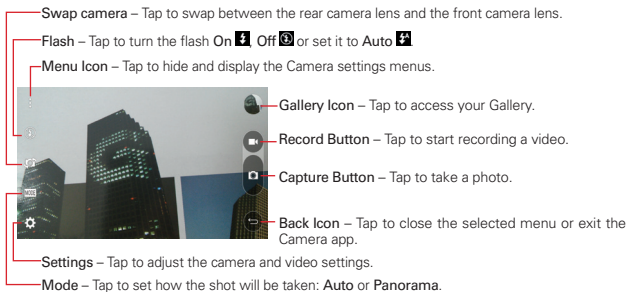 Swap camera – Tap to swap between the rear camera lens and the front camera lens.
Flash – Tap to turn the flash On , Off or set it to Auto .
Menu Icon – Tap to hide and display the Camera settings menus.
Gallery Icon – Tap to access your Gallery.
Record Button – Tap to start recording a video.
Capture Button – Tap to take a photo.
MODE
Back Icon – Tap to close the selected menu or exit the
Camera app.
Settings – Tap to adjust the camera and video settings.
Mode – Tap to set how the shot will be taken: Auto or Panorama.